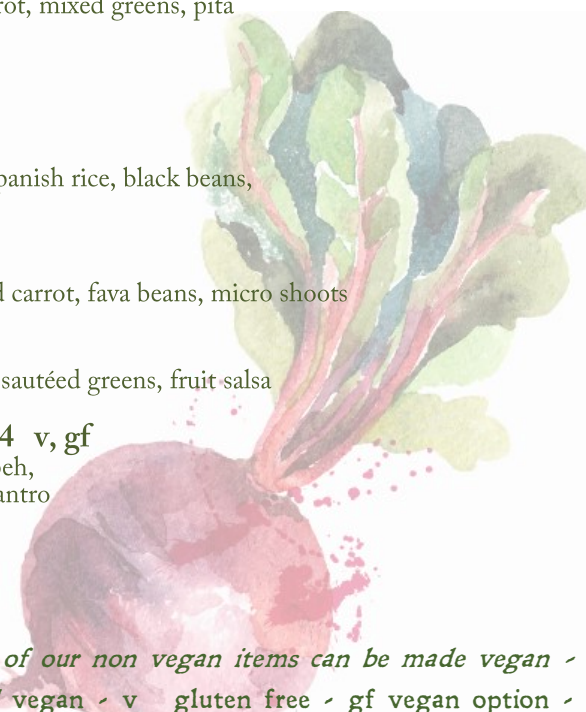 rot, mixed greens, pita
panish rice, black beans,
d carrot, fava beans, micro shoots
sautéed greens, fruit salsa
4 v, gf
eh,
antro
of our non vegan items can be made vegan -
vegan - v gluten free - gf vegan option -